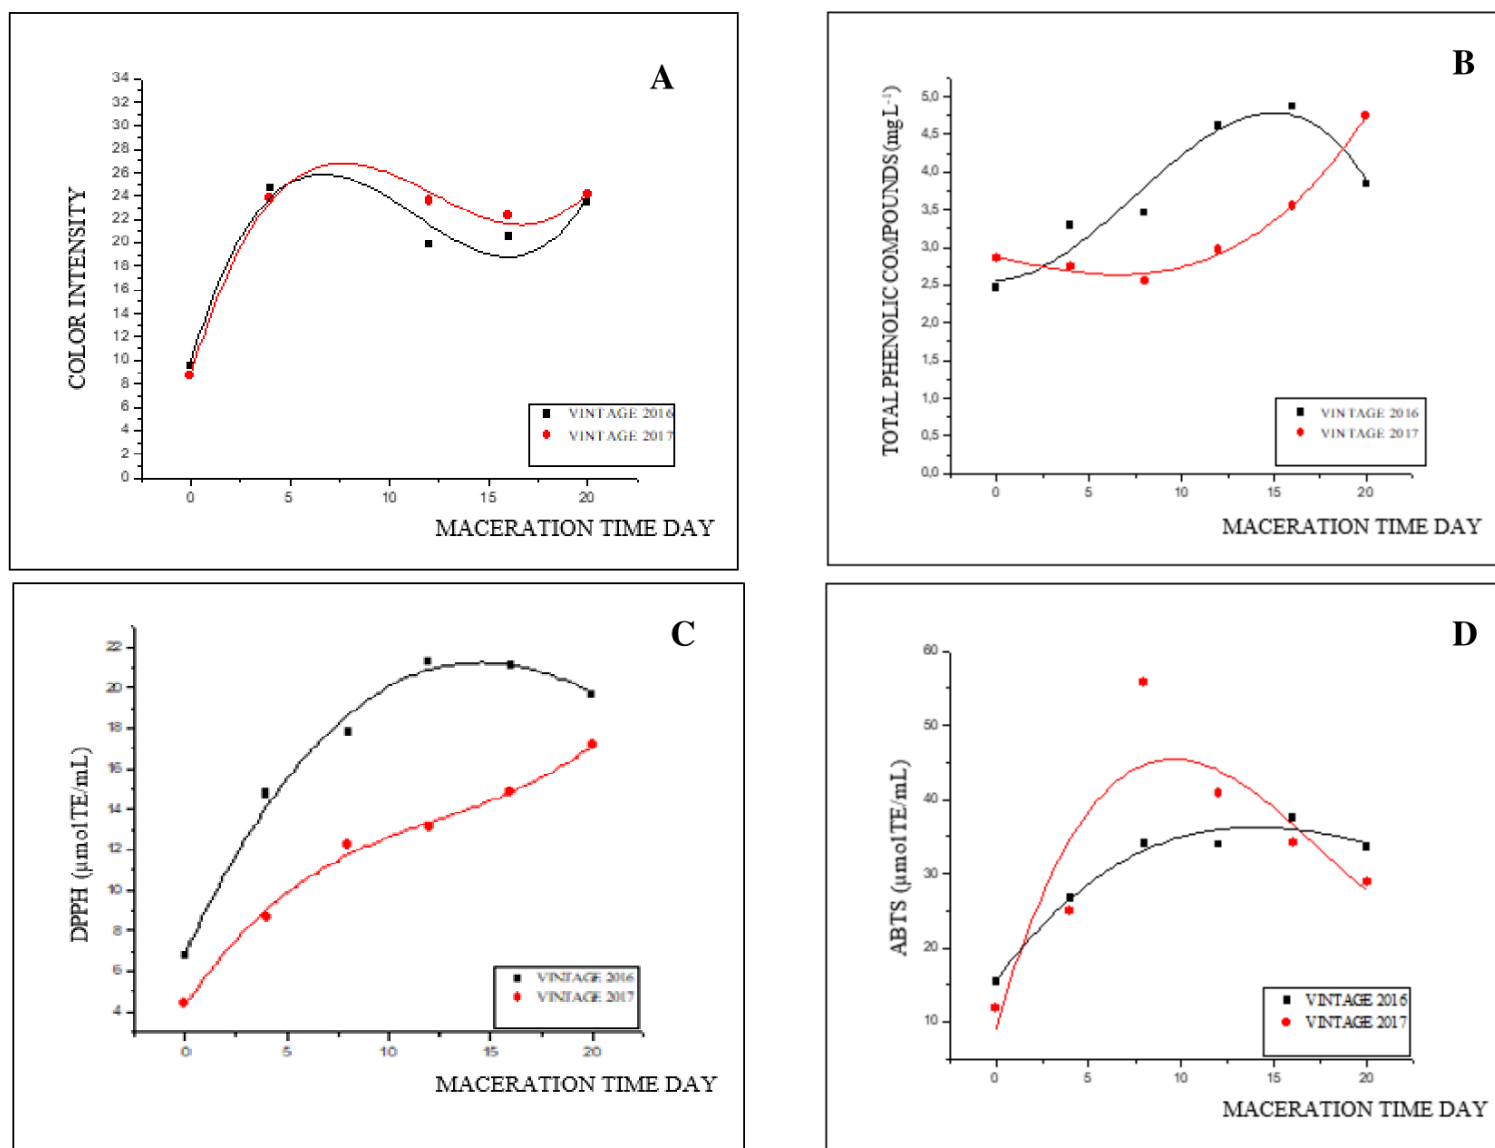 A
COLOR INTENSITY
34
32
30
28
26
24
22
20
18
16
14
12
10
8
6
4
2
0
0 5 10 15 20
VINTAGE 2016
VINTAGE 2017
MACERATION TIME DAY
B
TOTAL PHENOLIC COMPOUNDS (mg L⁻¹)
5,0
4,5
4,0
3,5
3,0
2,5
2,0
1,5
1,0
0,5
0,0
0 5 10 15 20
VINTAGE 2016
VINTAGE 2017
MACERATION TIME DAY
C
DPPH (µmolTE/mL)
22
20
18
16
14
12
10
8
6
4
0 5 10 15 20
VINTAGE 2016
VINTAGE 2017
MACERATION TIME DAY
D
ABTS (µmolTE/mL)
60
50
40
30
20
10
0 5 10 15 20
VINTAGE 2016
VINTAGE 2017
MACERATION TIME DAY